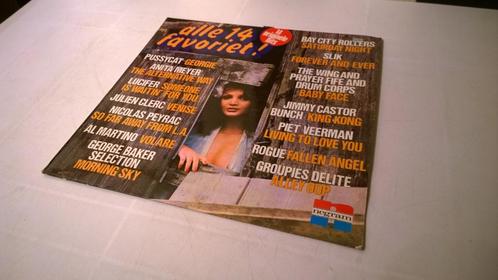 alle 14
favoriet!
PUSSYCAT GEORGIE
ANITA MEYER
THE ALTERNATIVE WAY
LUCIFER SOMEONE
IS WAITIN' FOR YOU
JULIEN CLERC VENISE
NICOLAS PEYRAC
SO FAR AWAY FROM L.A.
AL MARTINO VOLARE
GEORGE BAKER
SELECTION
MORNING SKY
BAY CITY ROLLERS
SATURDAY NIGHT
SLIK
FOREVER AND EVER
THE WING AND
PRAYER FIFE AND
DRUM CORPS
BABY FACE
JIMMY CASTOR
BUNCH KING KONG
PIET VEERMAN
LIVING TO LOVE YOU
ROGUE FALLEN ANGEL
GROUPIES DELITE
ALLEY OOP
negram